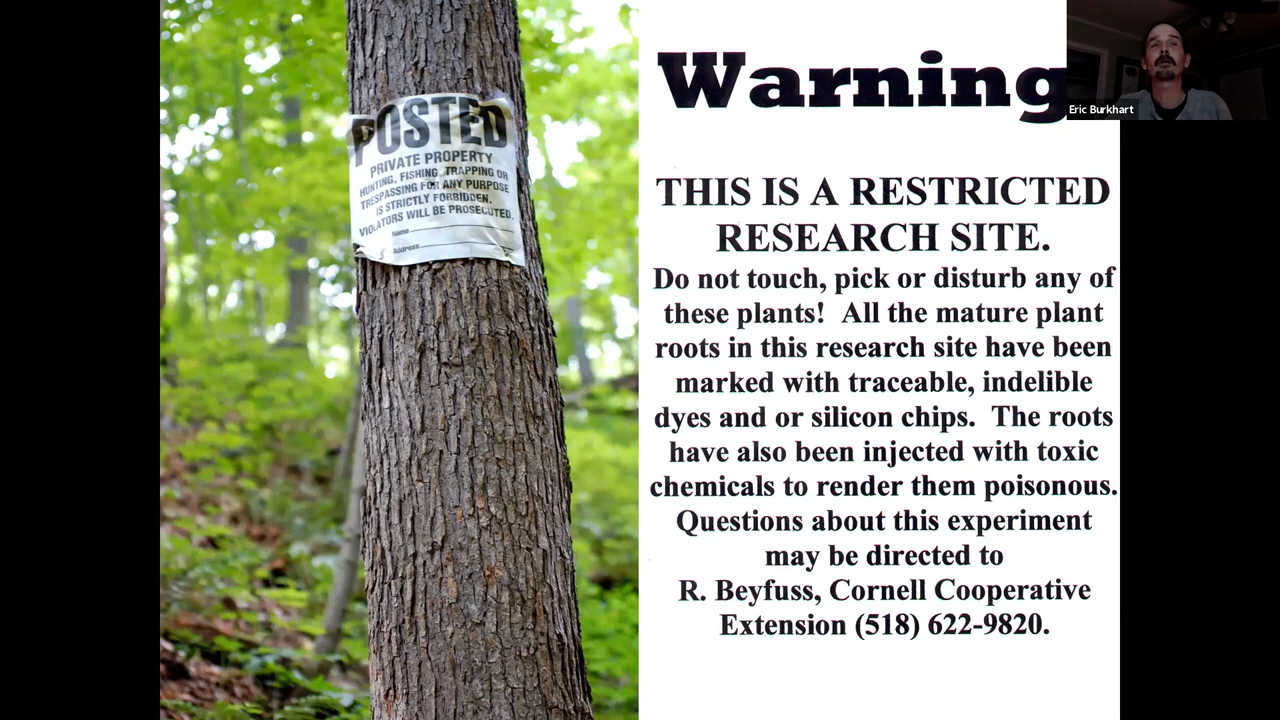 POSTED
PRIVATE PROPERTY
HUNTING, FISHING, TRAPPING OR
TRESPASSING FOR ANY PURPOSE
IS STRICTLY FORBIDDEN.
VIOLATORS WILL BE PROSECUTED.
Name
Address
Warning
THIS IS A RESTRICTED
RESEARCH SITE.
Do not touch, pick or disturb any of
these plants! All the mature plant
roots in this research site have been
marked with traceable, indelible
dyes and or silicon chips. The roots
have also been injected with toxic
chemicals to render them poisonous.
Questions about this experiment
may be directed to
R. Beyfuss, Cornell Cooperative
Extension (518) 622-9820.
Eric Burkhart